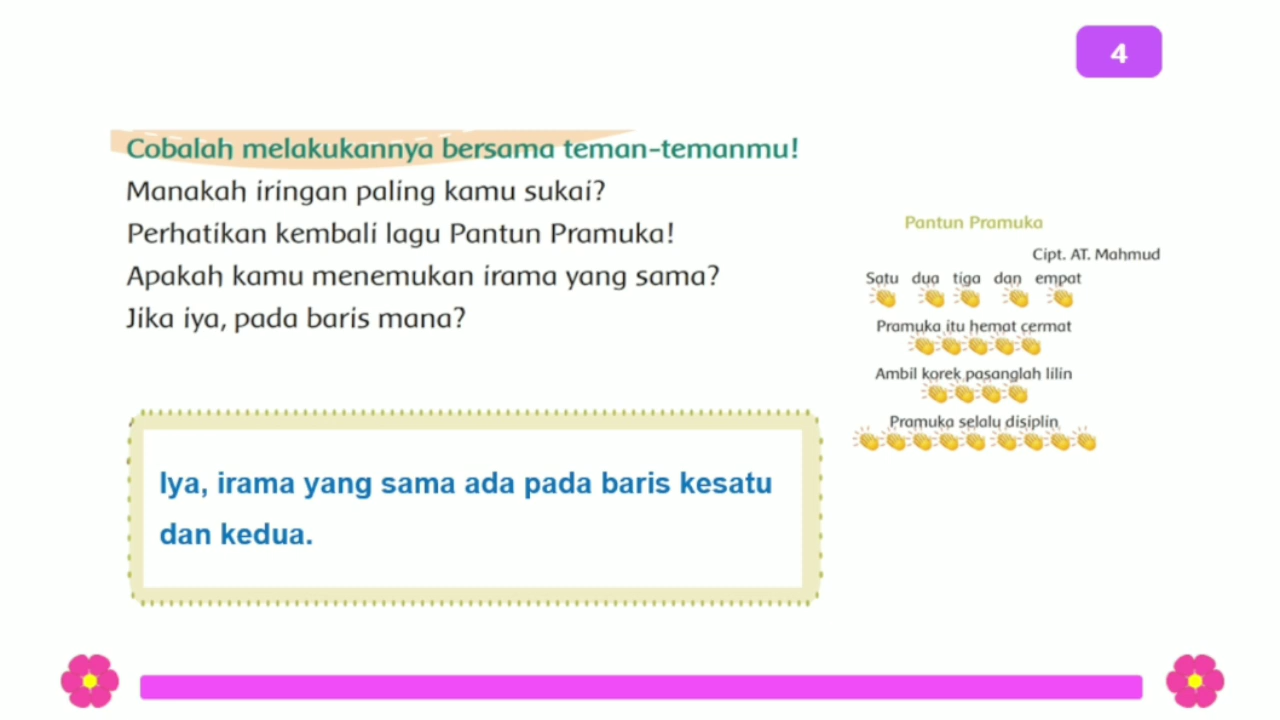 4
Cobalah melakukannya bersama teman-temanmu!
Manakah iringan paling kamu sukai?
Perhatikan kembali lagu Pantun Pramuka!
Apakah kamu menemukan irama yang sama?
Jika iya, pada baris mana?
Pantun Pramuka
Cipt. AT. Mahmud
Satu dua tiga dan empat
Pramuka itu hemat cermat
Ambil korek pasanglah lilin
Pramuka selalu disiplin
Iya, irama yang sama ada pada baris kesatu
dan kedua.